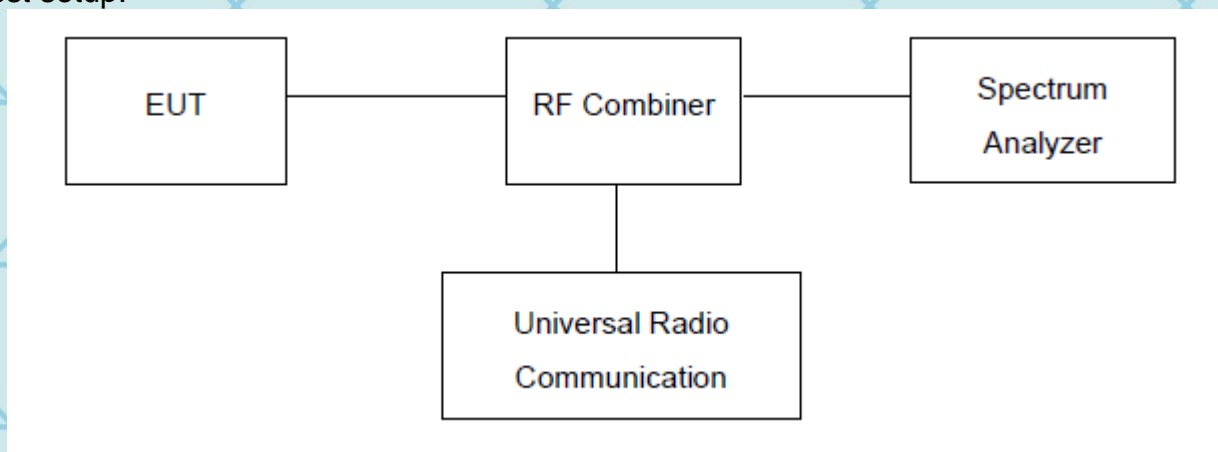 EUT
RF Combiner
Spectrum
Analyzer
Universal Radio
Communication